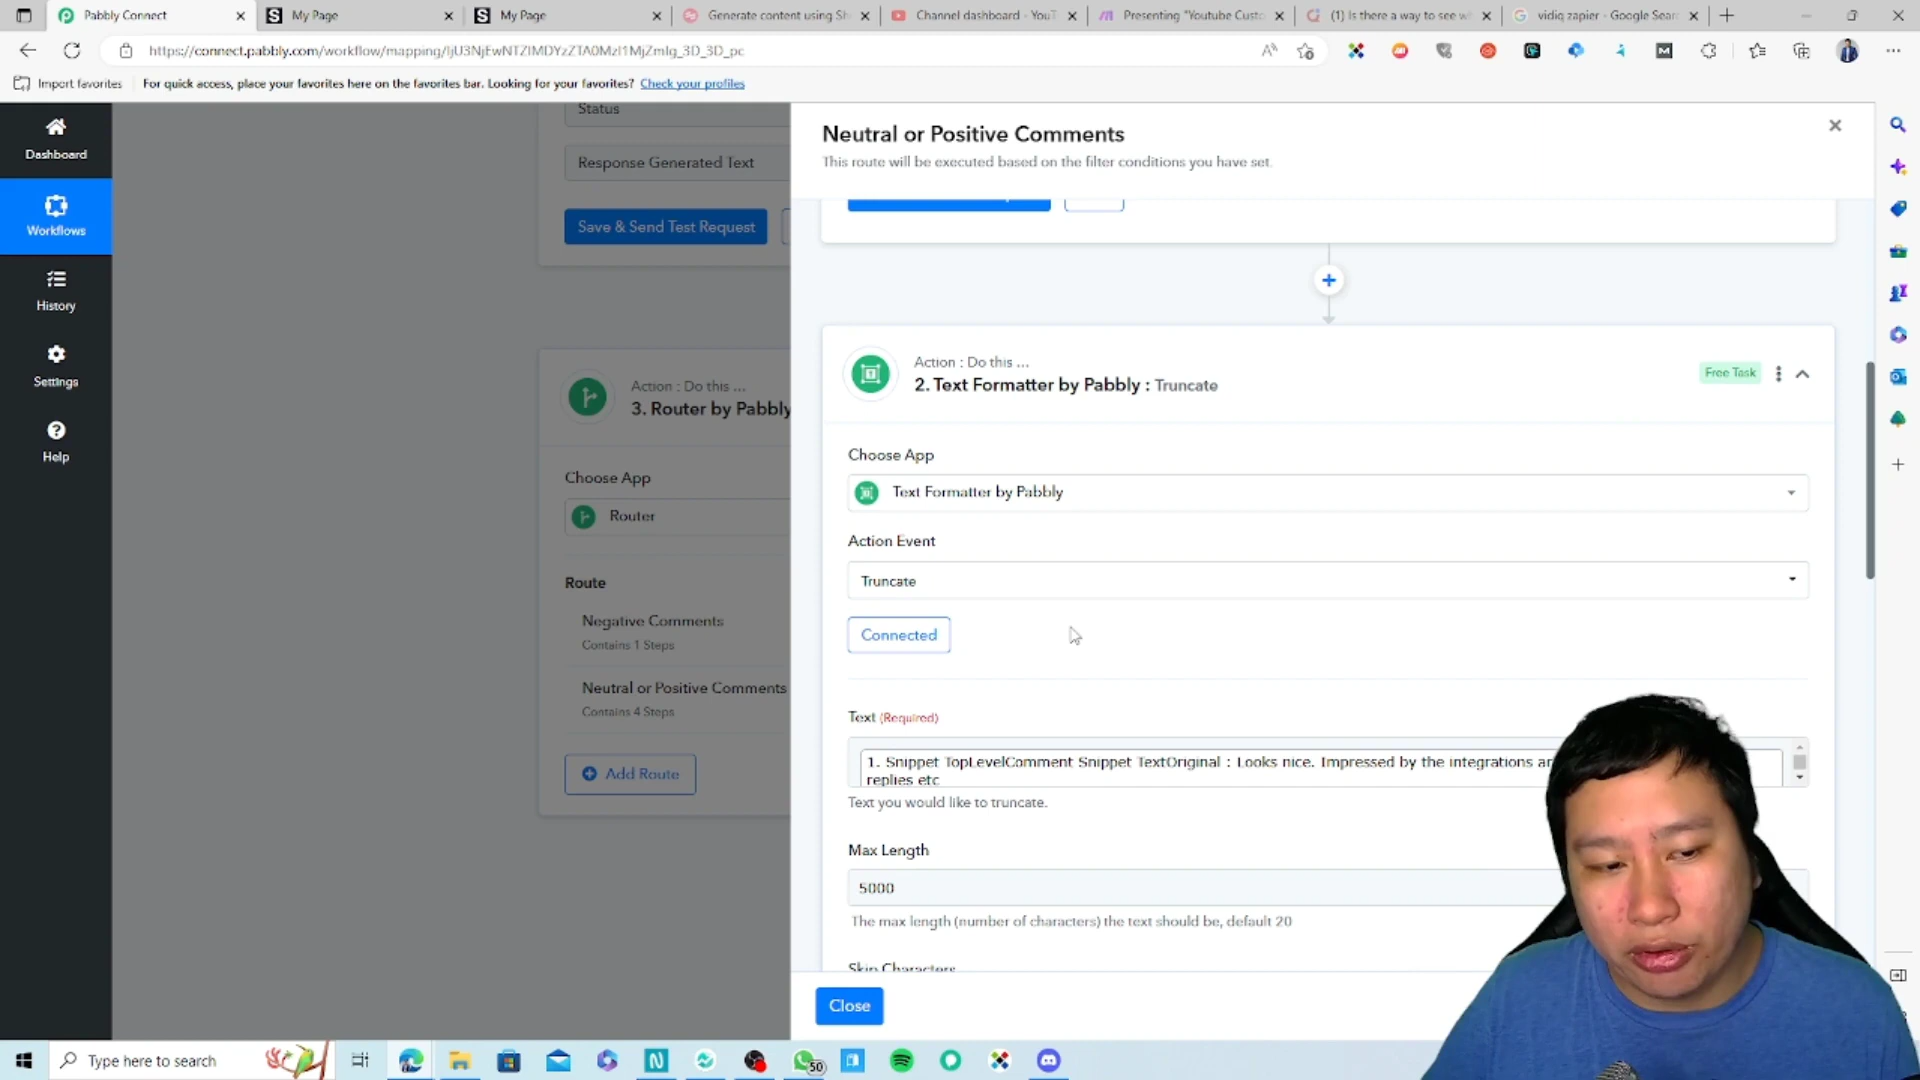 Pabbly Connect
My Page
My Page
Generate content using Sh
Channel dashboard - YouT
Presenting "Youtube Custo
(1) Is there a way to see wh
vidiq zapier - Google Sear
Import favorites
For quick access, place your favorites here on the favorites bar. Looking for your favorites? Check your profiles
Dashboard
Workflows
History
Settings
Help
Status
Response Generated Text
Save & Send Test Request
Action : Do this ...
3. Router by Pabbly
Choose App
Router
Route
Negative Comments
Contains 1 Steps
Neutral or Positive Comments
Contains 4 Steps
Add Route
Neutral or Positive Comments
This route will be executed based on the filter conditions you have set.
Action : Do this ...
2. Text Formatter by Pabbly : Truncate
Free Task
Choose App
Text Formatter by Pabbly
Action Event
Truncate
Connected
Text (Required)
1. Snippet TopLevelComment Snippet TextOriginal : Looks nice. Impressed by the integrations
replies etc
Text you would like to truncate.
Max Length
5000
The max length (number of characters) the text should be, default 20
Skip Characters
Close
Type here to search
50